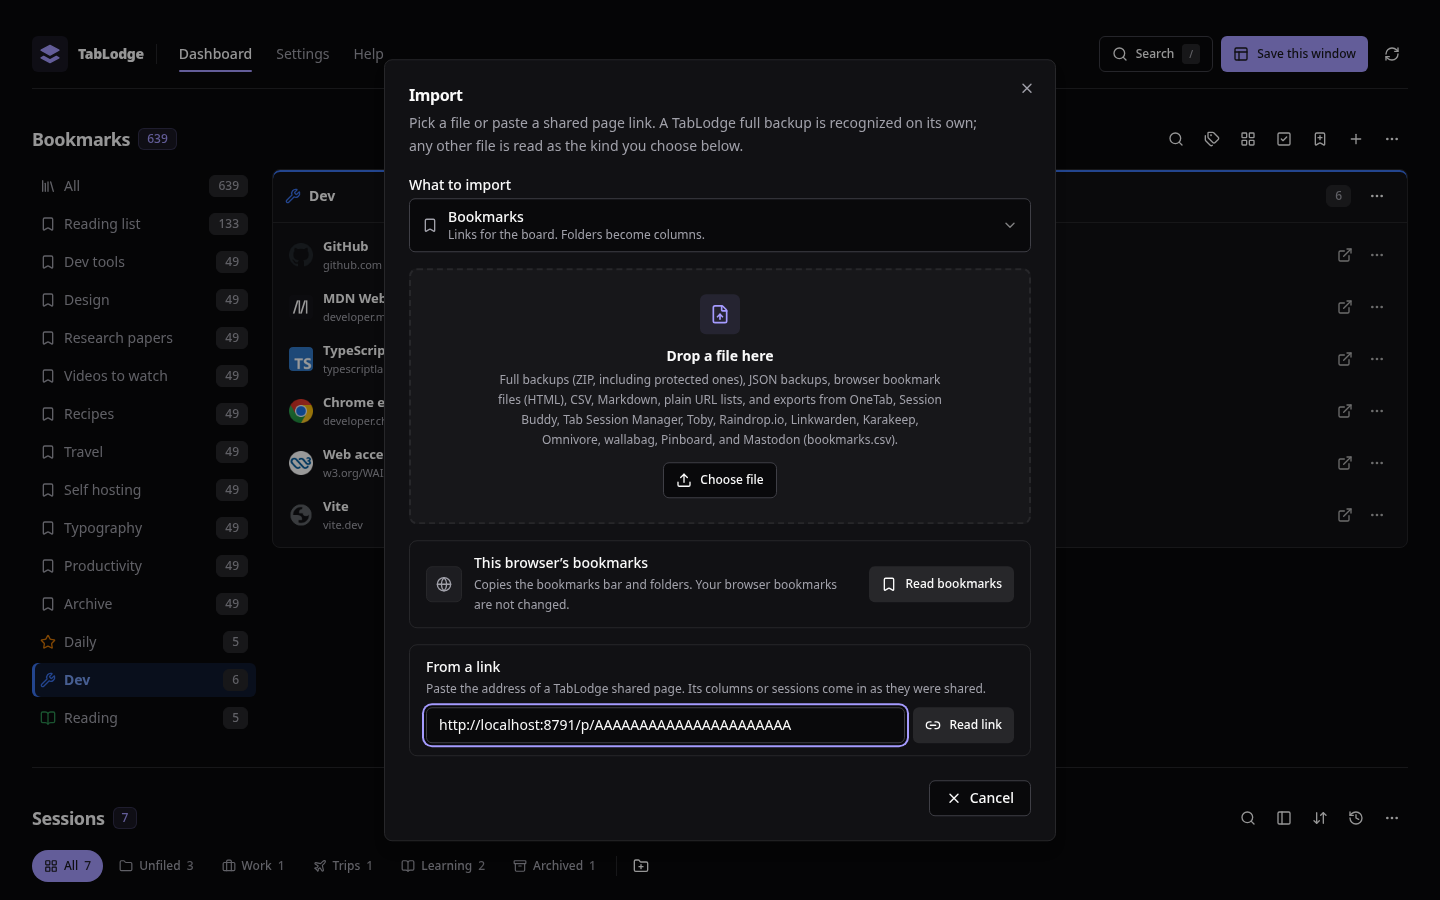 TabLodge
Dashboard
Settings
Help
Search /
Save this window
Bookmarks 639
All 639
Reading list 133
Dev tools 49
Design 49
Research papers 49
Videos to watch 49
Recipes 49
Travel 49
Self hosting 49
Typography 49
Productivity 49
Archive 49
Daily 5
Dev 6
Reading 5
Dev
6
GitHub
github.com
MDN Web
TypeScrip
Chrome e
Web acce
w3.org/WAI
Vite
vite.dev
Import
Pick a file or paste a shared page link. A TabLodge full backup is recognized on its own;
any other file is read as the kind you choose below.
What to import
Bookmarks
Links for the board. Folders become columns.
Drop a file here
Full backups (ZIP, including protected ones), JSON backups, browser bookmark
files (HTML), CSV, Markdown, plain URL lists, and exports from OneTab, Session
Buddy, Tab Session Manager, Toby, Raindrop.io, Linkwarden, Karakeep,
Omnivore, wallabag, Pinboard, and Mastodon (bookmarks.csv).
Choose file
This browser’s bookmarks
Copies the bookmarks bar and folders. Your browser bookmarks
are not changed.
Read bookmarks
From a link
Paste the address of a TabLodge shared page. Its columns or sessions come in as they were shared.
http://localhost:8791/p/AAAAAAAAAAAAAAAAAAAAAA
Read link
Cancel
Sessions 7
All 7
Unfiled 3
Work 1
Trips 1
Learning 2
Archived 1